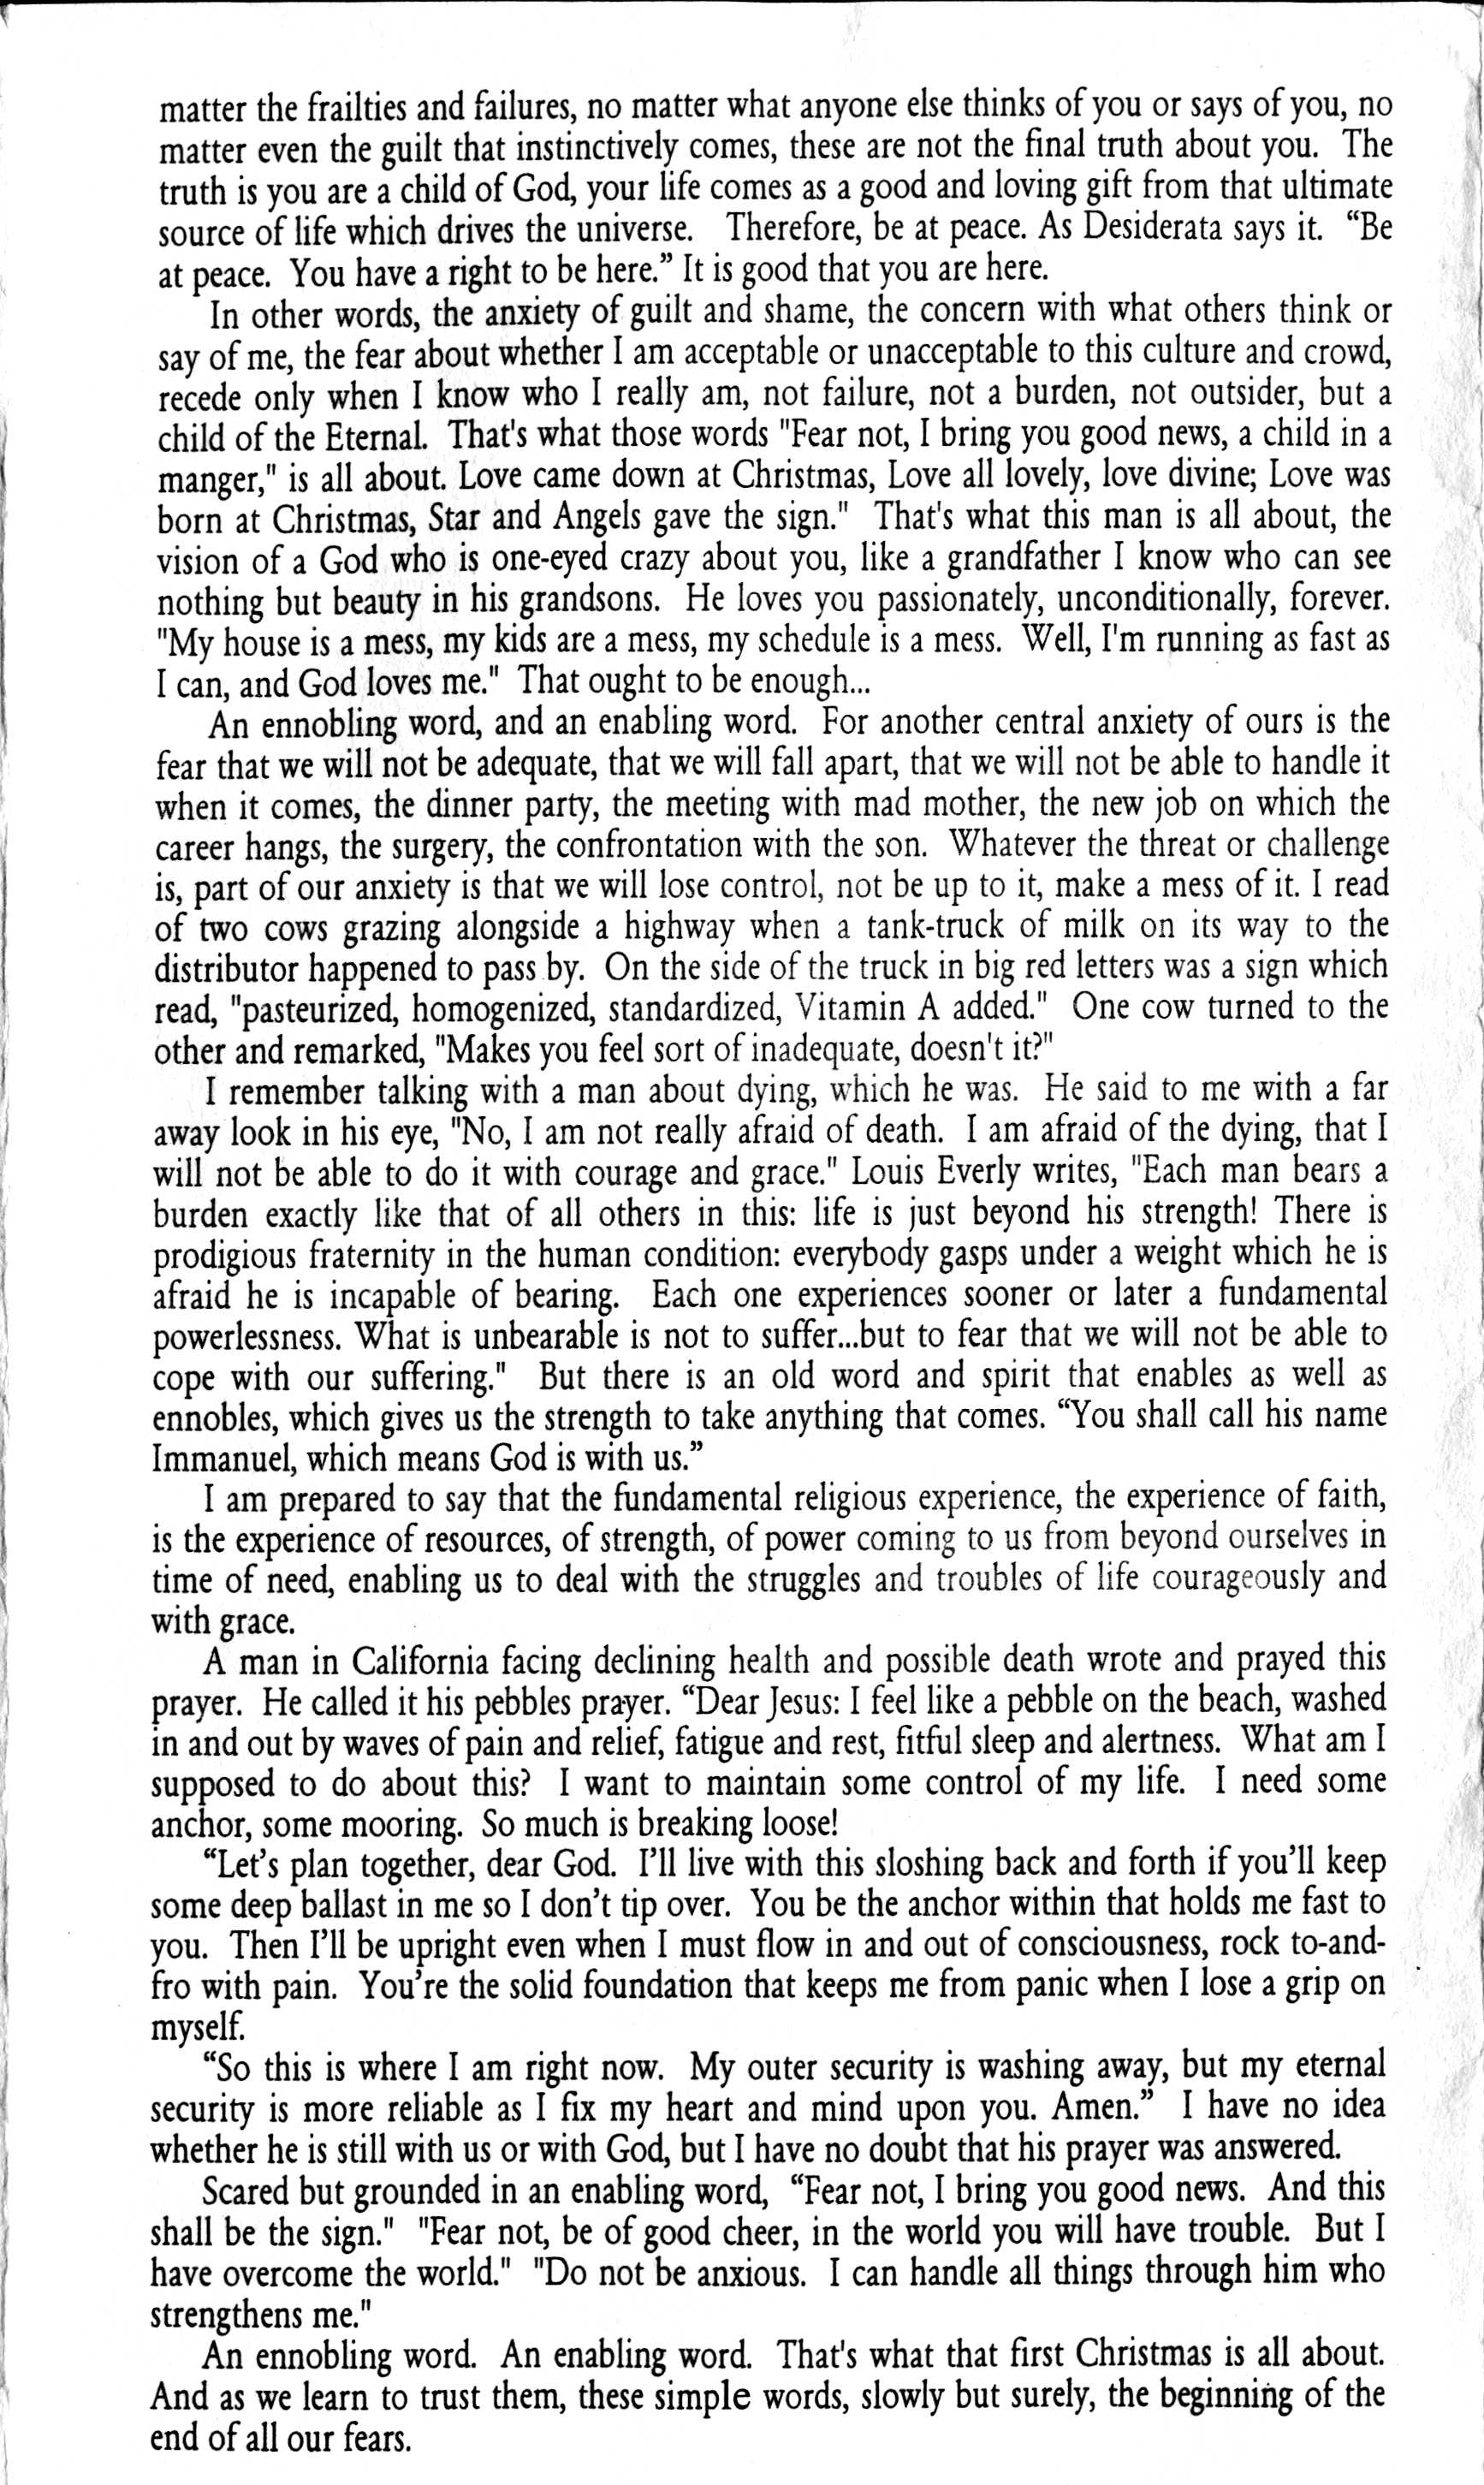 matter the frailties and failures, no matter what anyone else thinks of you or says of you, no
matter even the guilt that instinctively comes, these are not the final truth about you.  The
truth is you are a child of God, your life comes as a good and loving gift from that ultimate
source of life which drives the universe.   Therefore, be at peace. As Desiderata says it.  “Be
at peace.  You have a right to be here.” It is good that you are here.
In other words, the anxiety of guilt and shame, the concern with what others think or
say of me, the fear about whether I am acceptable or unacceptable to this culture and crowd,
recede only when I know who I really am, not failure, not a burden, not outsider, but a
child of the Eternal.  That's what those words "Fear not, I bring you good news, a child in a
manger," is all about. Love came down at Christmas, Love all lovely, love divine; Love was
born at Christmas, Star and Angels gave the sign."  That's what this man is all about, the
vision of a God who is one-eyed crazy about you, like a grandfather I know who can see
nothing but beauty in his grandsons.  He loves you passionately, unconditionally, forever.
"My house is a mess, my kids are a mess, my schedule is a mess.  Well, I'm running as fast as
I can, and God loves me."  That ought to be enough...
An ennobling word, and an enabling word.  For another central anxiety of ours is the
fear that we will not be adequate, that we will fall apart, that we will not be able to handle it
when it comes, the dinner party, the meeting with mad mother, the new job on which the
career hangs, the surgery, the confrontation with the son.  Whatever the threat or challenge
is, part of our anxiety is that we will lose control, not be up to it, make a mess of it. I read
of two cows grazing alongside a highway when a tank-truck of milk on its way to the
distributor happened to pass by.  On the side of the truck in big red letters was a sign which
read, "pasteurized, homogenized, standardized, Vitamin A added."  One cow turned to the
other and remarked, "Makes you feel sort of inadequate, doesn't it?"
I remember talking with a man about dying, which he was.  He said to me with a far
away look in his eye, "No, I am not really afraid of death.  I am afraid of the dying, that I
will not be able to do it with courage and grace." Louis Everly writes, "Each man bears a
burden exactly like that of all others in this: life is just beyond his strength! There is
prodigious fraternity in the human condition: everybody gasps under a weight which he is
afraid he is incapable of bearing.  Each one experiences sooner or later a fundamental
powerlessness. What is unbearable is not to suffer...but to fear that we will not be able to
cope with our suffering."  But there is an old word and spirit that enables as well as
ennobles, which gives us the strength to take anything that comes. “You shall call his name
Immanuel, which means God is with us.”
I am prepared to say that the fundamental religious experience, the experience of faith,
is the experience of resources, of strength, of power coming to us from beyond ourselves in
time of need, enabling us to deal with the struggles and troubles of life courageously and
with grace.
A man in California facing declining health and possible death wrote and prayed this
prayer.  He called it his pebbles prayer. “Dear Jesus: I feel like a pebble on the beach, washed
in and out by waves of pain and relief, fatigue and rest, fitful sleep and alertness.  What am I
supposed to do about this?  I want to maintain some control of my life.  I need some
anchor, some mooring.  So much is breaking loose!
“Let’s plan together, dear God.  I’ll live with this sloshing back and forth if you’ll keep
some deep ballast in me so I don’t tip over.  You be the anchor within that holds me fast to
you.  Then I’ll be upright even when I must flow in and out of consciousness, rock to-and-
fro with pain.  You’re the solid foundation that keeps me from panic when I lose a grip on
myself.
“So this is where I am right now.  My outer security is washing away, but my eternal
security is more reliable as I fix my heart and mind upon you. Amen.”  I have no idea
whether he is still with us or with God, but I have no doubt that his prayer was answered.
Scared but grounded in an enabling word,  “Fear not, I bring you good news.  And this
shall be the sign."  "Fear not, be of good cheer, in the world you will have trouble.  But I
have overcome the world."  "Do not be anxious.  I can handle all things through him who
strengthens me."
An ennobling word.  An enabling word.  That's what that first Christmas is all about.
And as we learn to trust them, these simple words, slowly but surely, the beginning of the
end of all our fears.